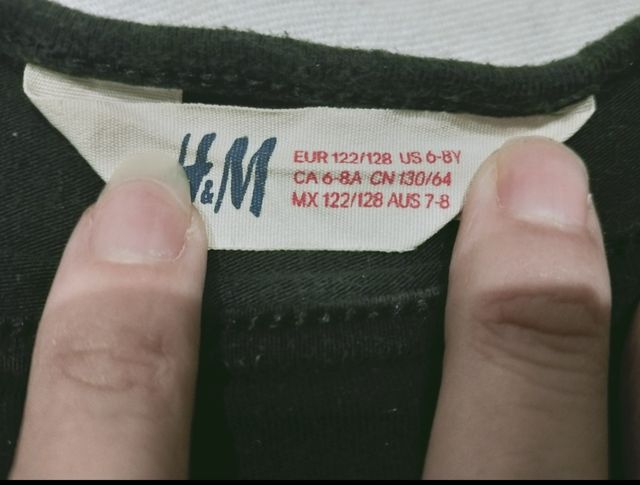 H&M
EUR 122/128 US 6-8Y
CA 6-8A CN 130/64
MX 122/128 AUS 7-8